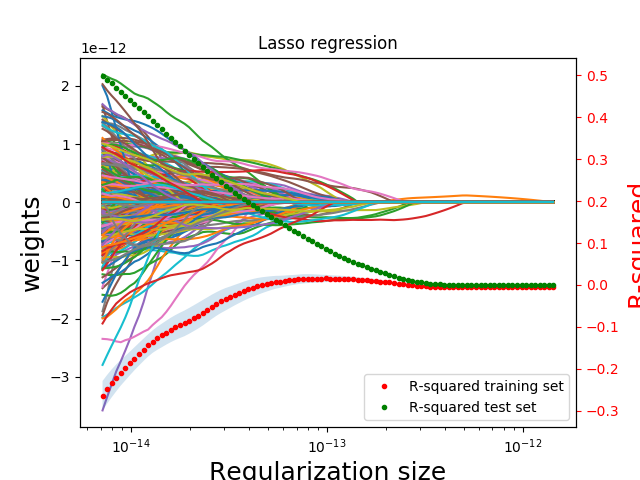 Lasso regression
1e−12
2
1
0
−1
−2
−3
weights
0.5
0.4
0.3
0.2
0.1
0.0
−0.1
−0.2
−0.3
R-squared
R-squared training set
R-squared test set
10−14
10−13
10−12
Regularization size